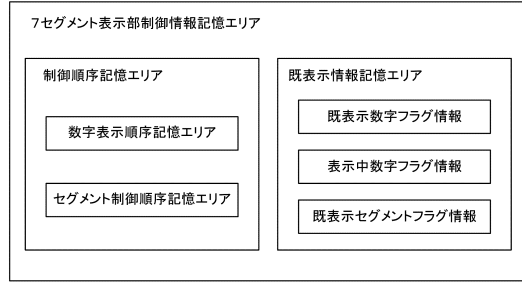 ７セグメント表示部制御情報記憶エリア
制御順序記憶エリア
数字表示順序記憶エリア
セグメント制御順序記憶エリア
既表示情報記憶エリア
既表示数字フラグ情報
表示中数字フラグ情報
既表示セグメントフラグ情報